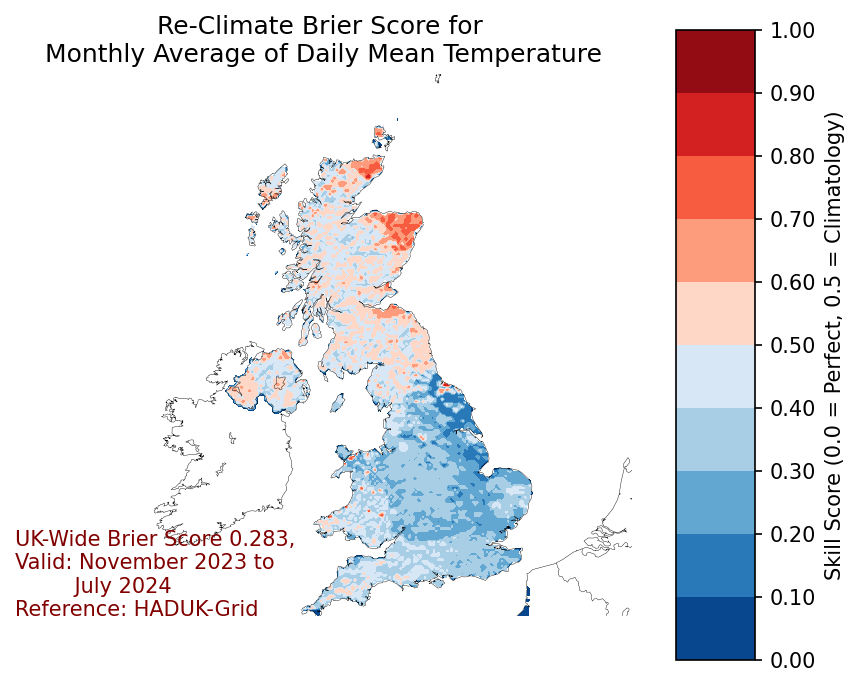 Re-Climate Brier Score for
Monthly Average of Daily Mean Temperature
1.00
0.90
0.80
0.70
0.60
0.50
0.40
0.30
0.20
0.10
0.00
Skill Score (0.0 = Perfect, 0.5 = Climatology)
UK-Wide Brier Score 0.283,
Valid: November 2023 to
July 2024
Reference: HADUK-Grid